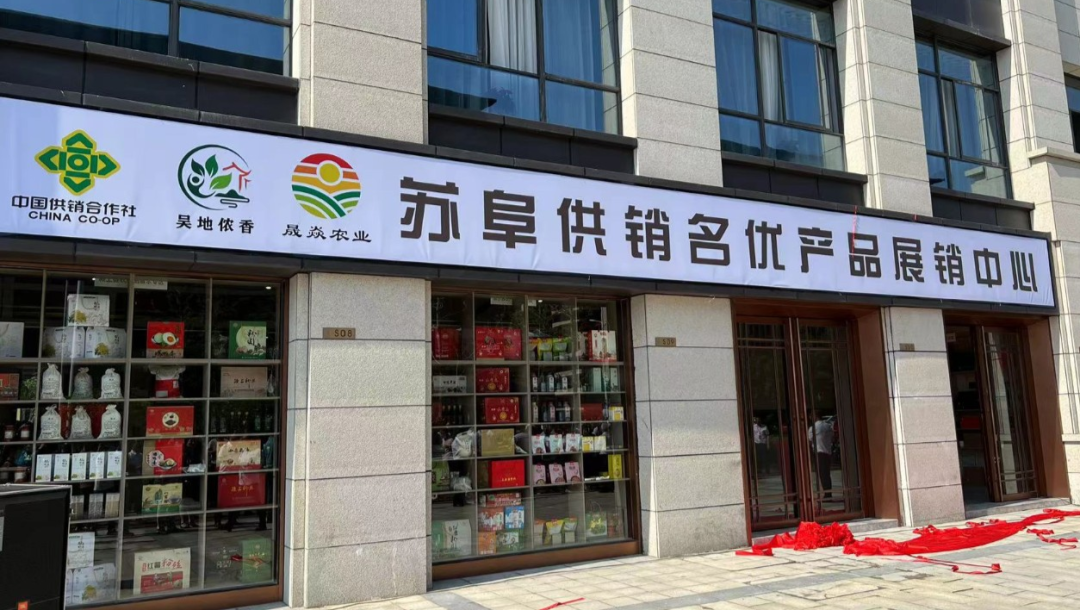 中国供销合作社
CHINA CO-OP
吴地侬香
晟焱农业
苏阜供销名优产品展销中心
508